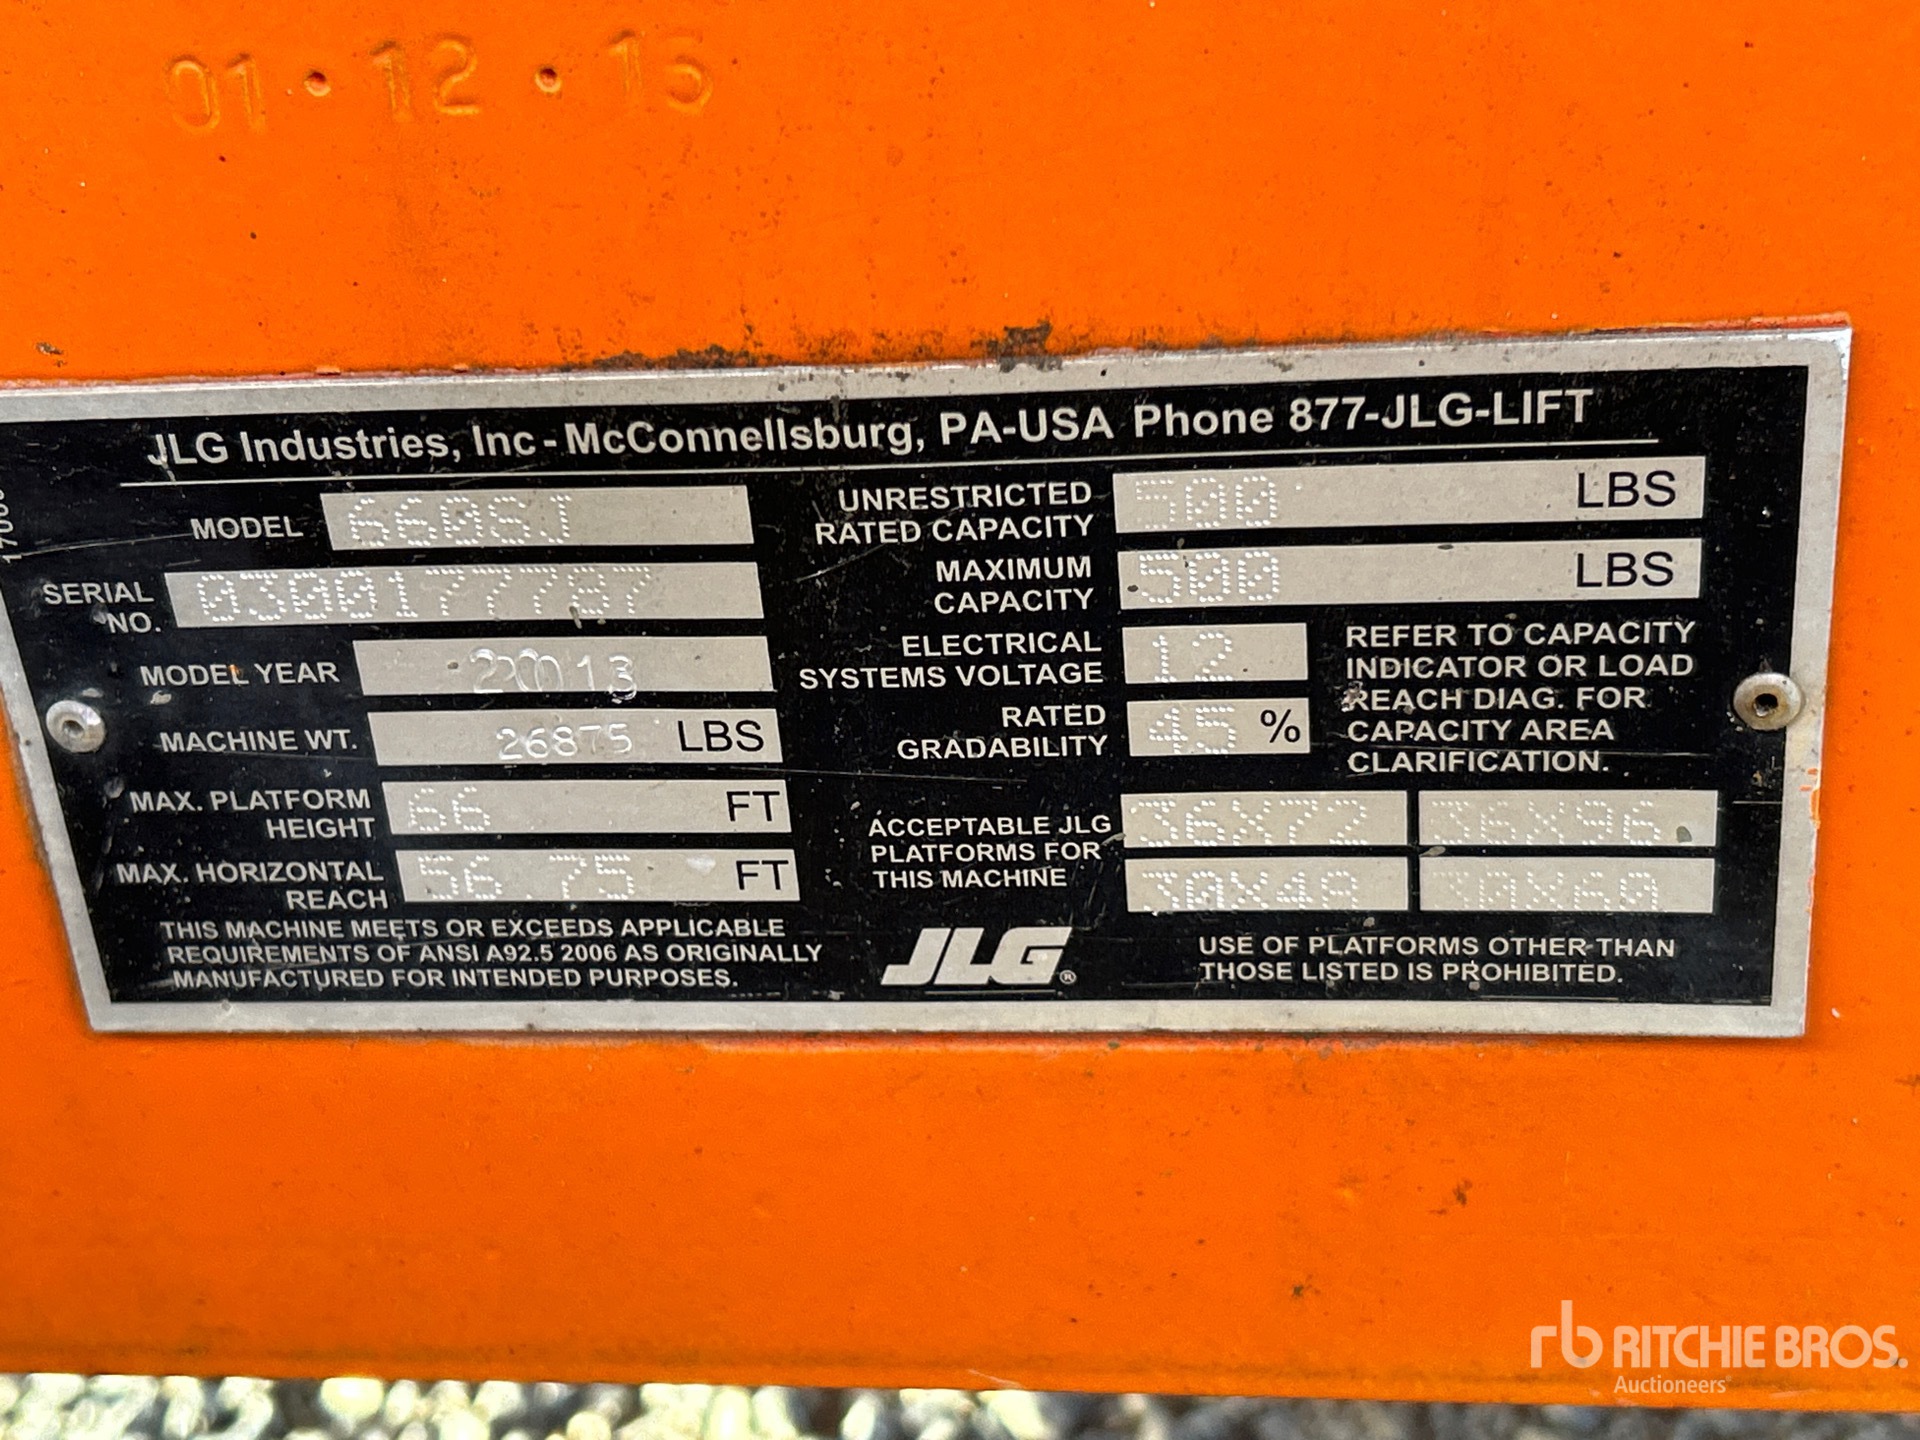 01 • 12 • 15
JLG Industries, Inc - McConnellsburg, PA-USA Phone 877-JLG-LIFT
MODEL 660SJ
SERIAL NO. 0300177787
MODEL YEAR 2013
MACHINE WT. 26875 LBS
MAX. PLATFORM HEIGHT 66 FT
MAX. HORIZONTAL REACH 56.75 FT
THIS MACHINE MEETS OR EXCEEDS APPLICABLE
REQUIREMENTS OF ANSI A92.5 2006 AS ORIGINALLY
MANUFACTURED FOR INTENDED PURPOSES.
UNRESTRICTED RATED CAPACITY 500 LBS
MAXIMUM CAPACITY 500 LBS
ELECTRICAL SYSTEMS VOLTAGE 12
RATED GRADABILITY 45 %
REFER TO CAPACITY
INDICATOR OR LOAD
REACH DIAG. FOR
CAPACITY AREA
CLARIFICATION.
ACCEPTABLE JLG
PLATFORMS FOR
THIS MACHINE
36X72 36X96
30X48 30X60
JLG®
USE OF PLATFORMS OTHER THAN
THOSE LISTED IS PROHIBITED.
rb RITCHIE BROS.
Auctioneers